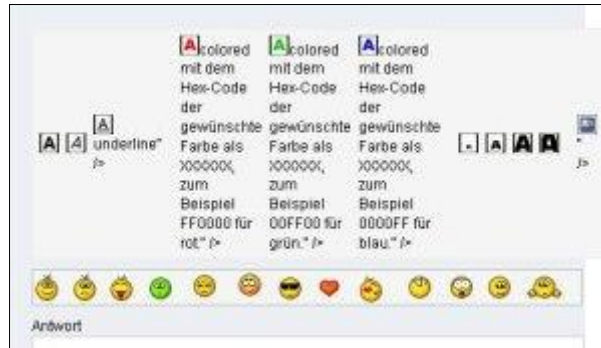 A A A underline" />
A colored mit dem Hex-Code der gewünschte Farbe als XXXXXX, zum Beispiel FF0000 für rot." />
A colored mit dem Hex-Code der gewünschte Farbe als XXXXXX, zum Beispiel 00FF00 für grün." />
A colored mit dem Hex-Code der gewünschte Farbe als XXXXXX, zum Beispiel 0000FF für blau." />
A A A
" />
Antwort